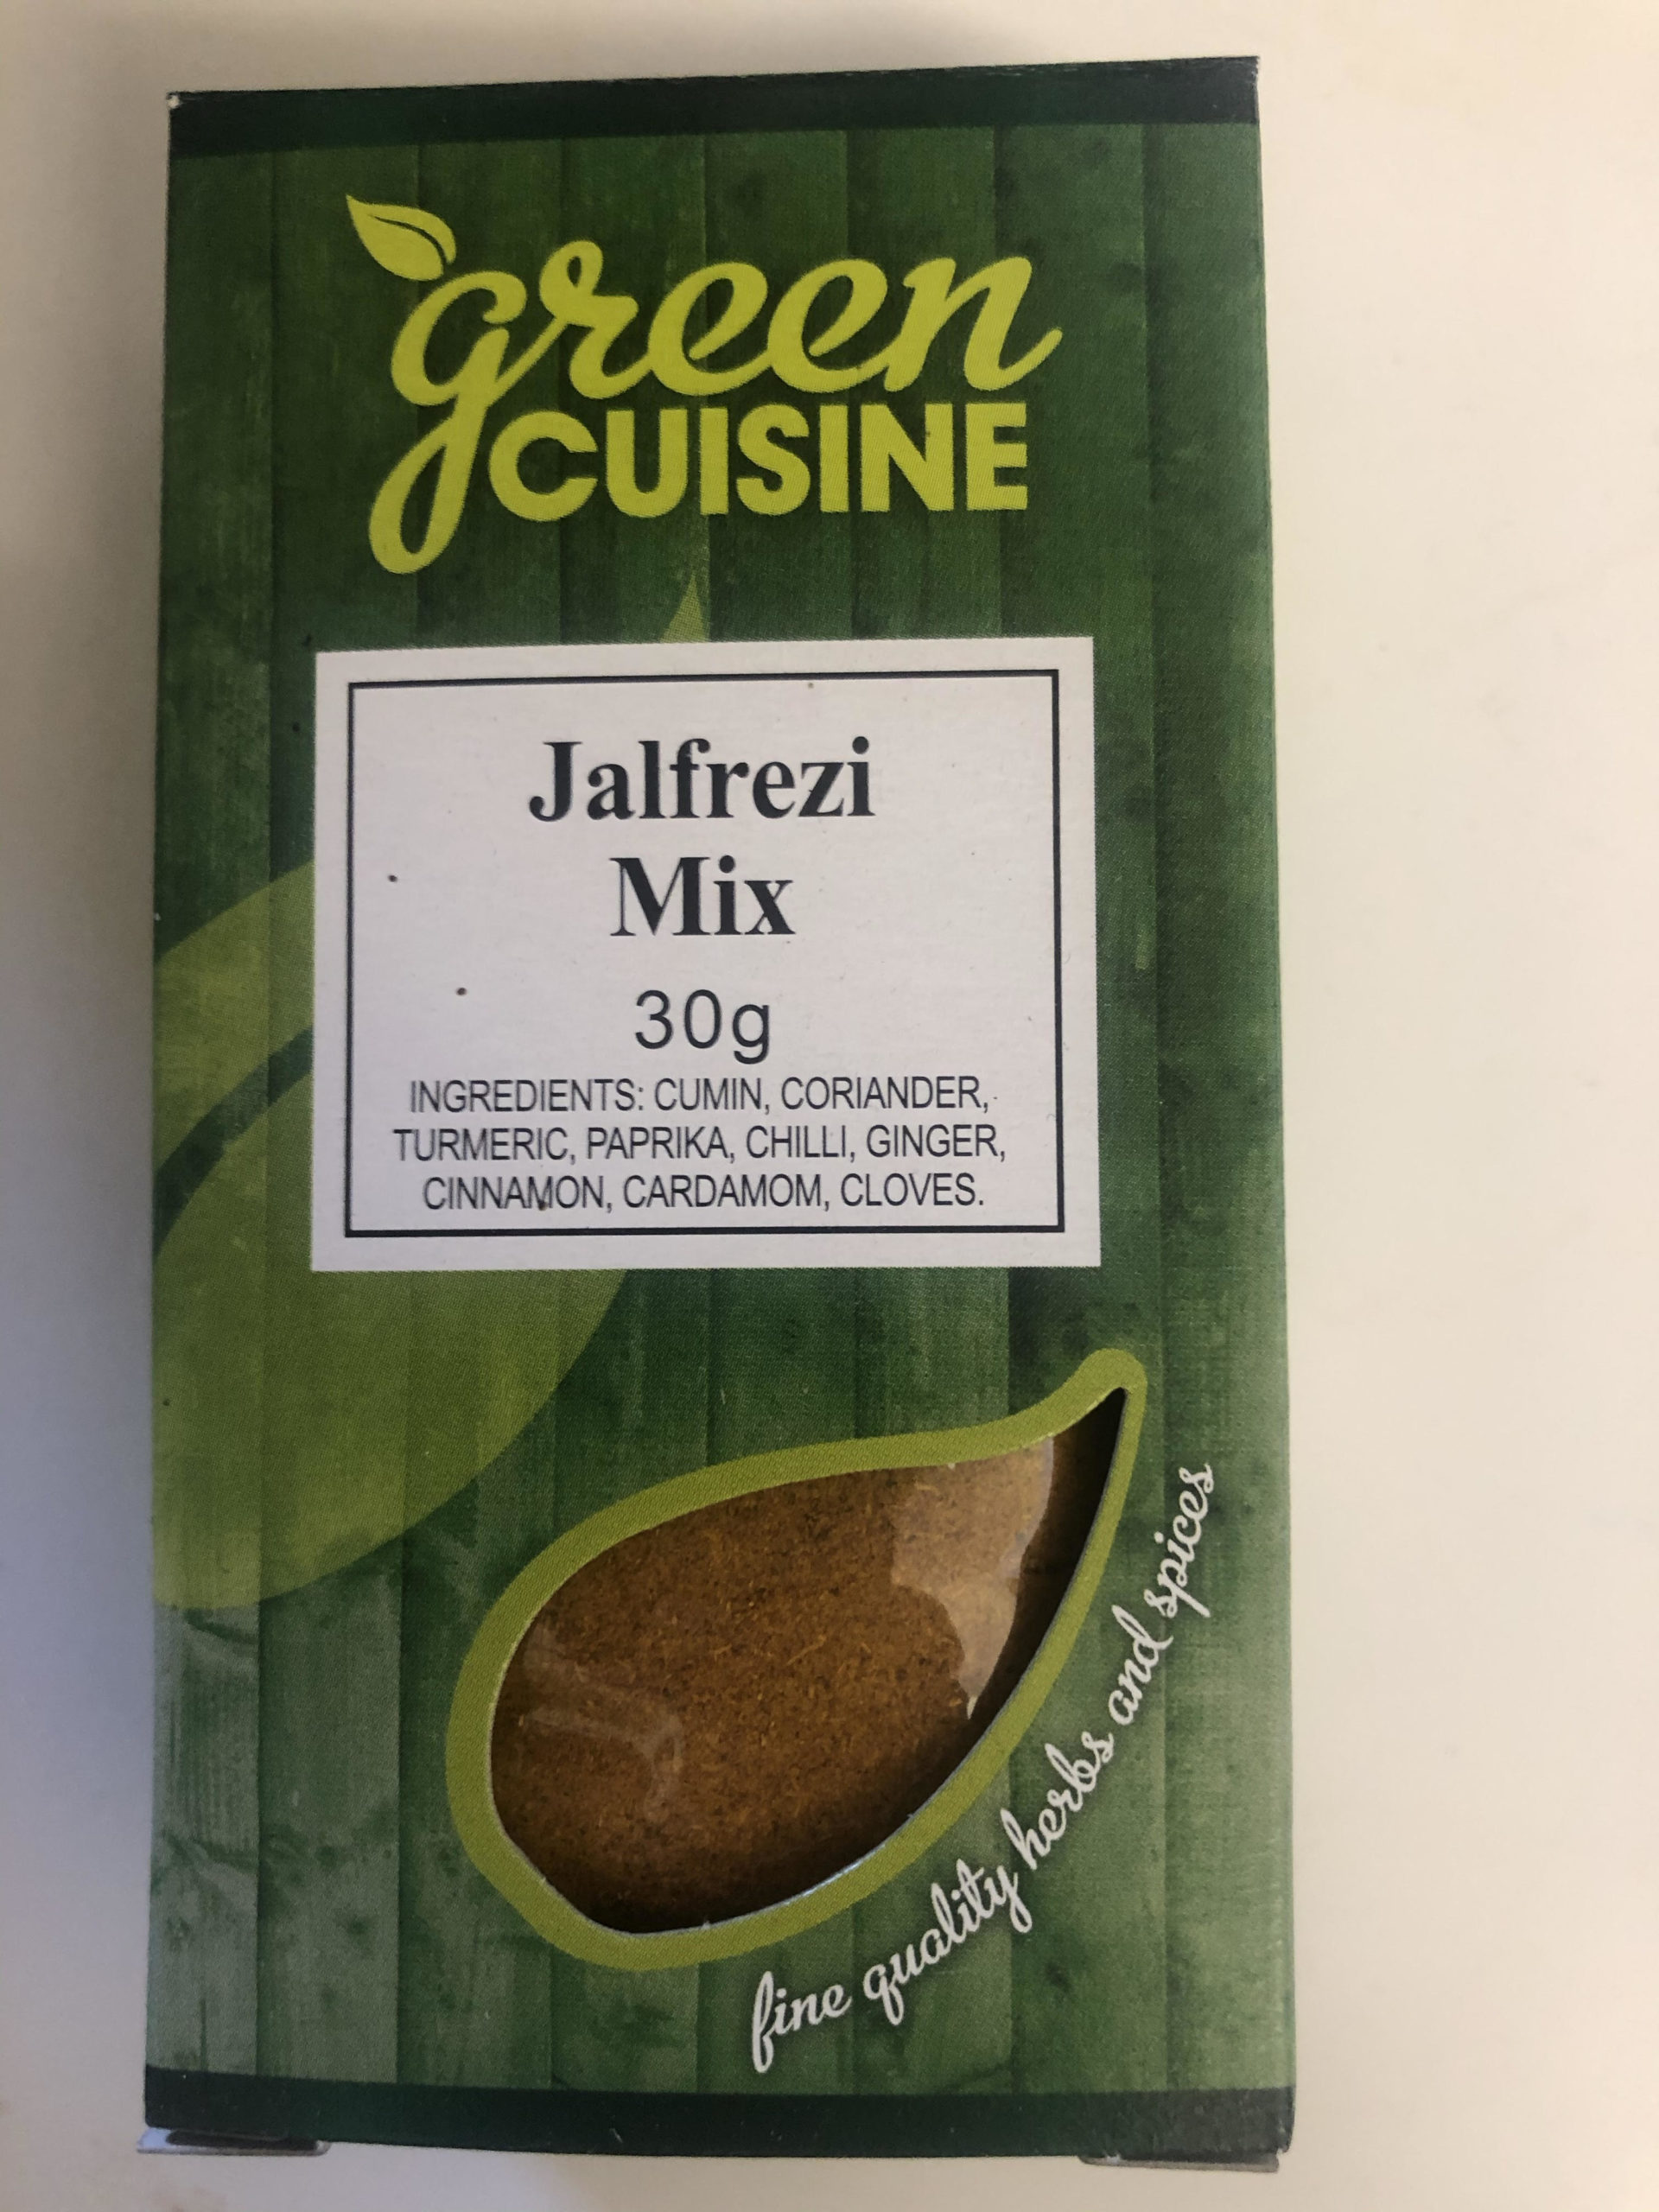 green
CUISINE
Jalfrezi
Mix
30g
INGREDIENTS: CUMIN, CORIANDER,
TURMERIC, PAPRIKA, CHILLI, GINGER,
CINNAMON, CARDAMOM, CLOVES.
fine quality herbs and spices